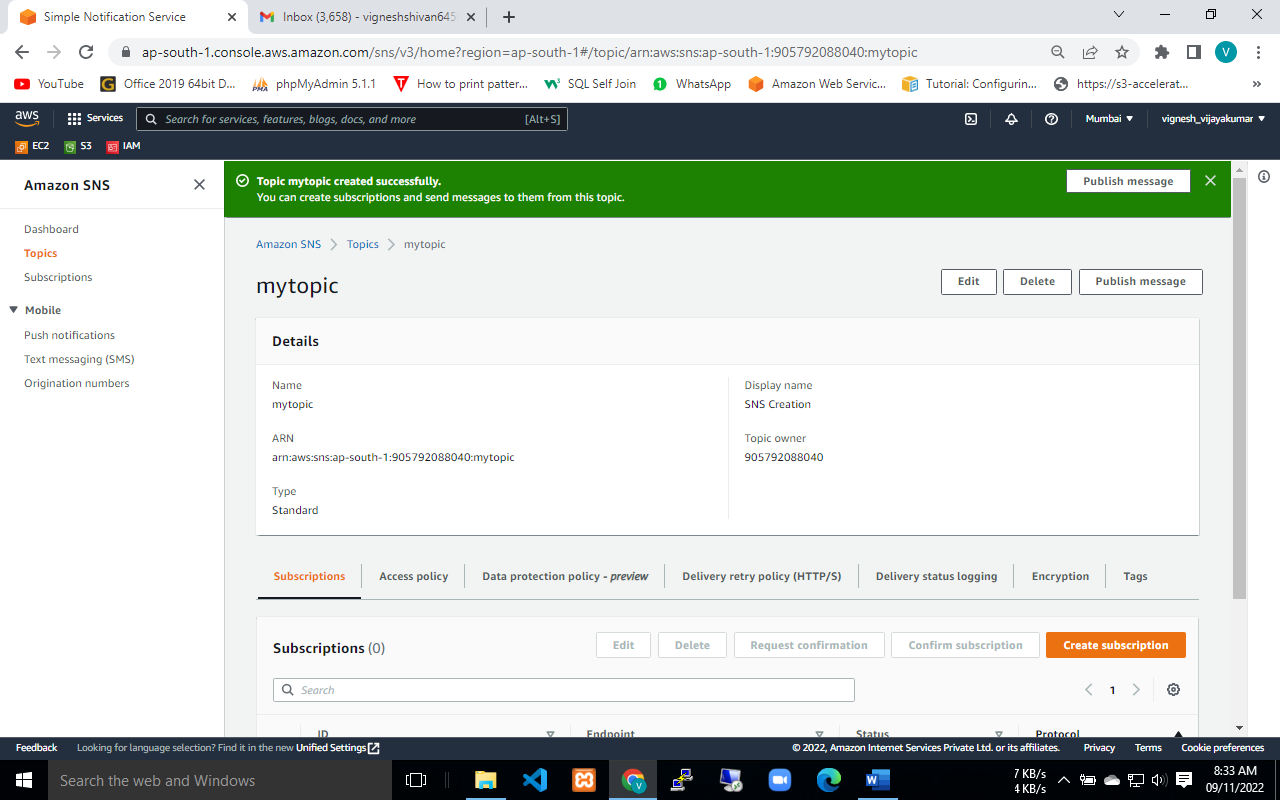 Simple Notification Service
Inbox (3,658) - vigneshshivan645
ap-south-1.console.aws.amazon.com/sns/v3/home?region=ap-south-1#/topic/arn:aws:sns:ap-south-1:905792088040:mytopic
V
YouTube
Office 2019 64bit D...
phpMyAdmin 5.1.1
How to print patter...
SQL Self Join
1
WhatsApp
Amazon Web Servic...
Tutorial: Configurin...
https://s3-accelerat...
»
aws
Services
Search for services, features, blogs, docs, and more
[Alt+S]
Mumbai
vignesh_vijayakumar
EC2
S3
IAM
Amazon SNS
Topic mytopic created successfully.
You can create subscriptions and send messages to them from this topic.
Publish message
Dashboard
Topics
Subscriptions
Mobile
Push notifications
Text messaging (SMS)
Origination numbers
Amazon SNS
Topics
mytopic
mytopic
Edit
Delete
Publish message
Details
Name
mytopic
ARN
arn:aws:sns:ap-south-1:905792088040:mytopic
Type
Standard
Display name
SNS Creation
Topic owner
905792088040
Subscriptions
Access policy
Data protection policy - preview
Delivery retry policy (HTTP/S)
Delivery status logging
Encryption
Tags
Subscriptions (0)
Edit
Delete
Request confirmation
Confirm subscription
Create subscription
Search
1
ID
Endpoint
Status
Protocol
Feedback
Looking for language selection? Find it in the new Unified Settings
© 2022, Amazon Internet Services Private Ltd. or its affiliates.
Privacy
Terms
Cookie preferences
Search the web and Windows
7 KB/s
4 KB/s
8:33 AM
09/11/2022